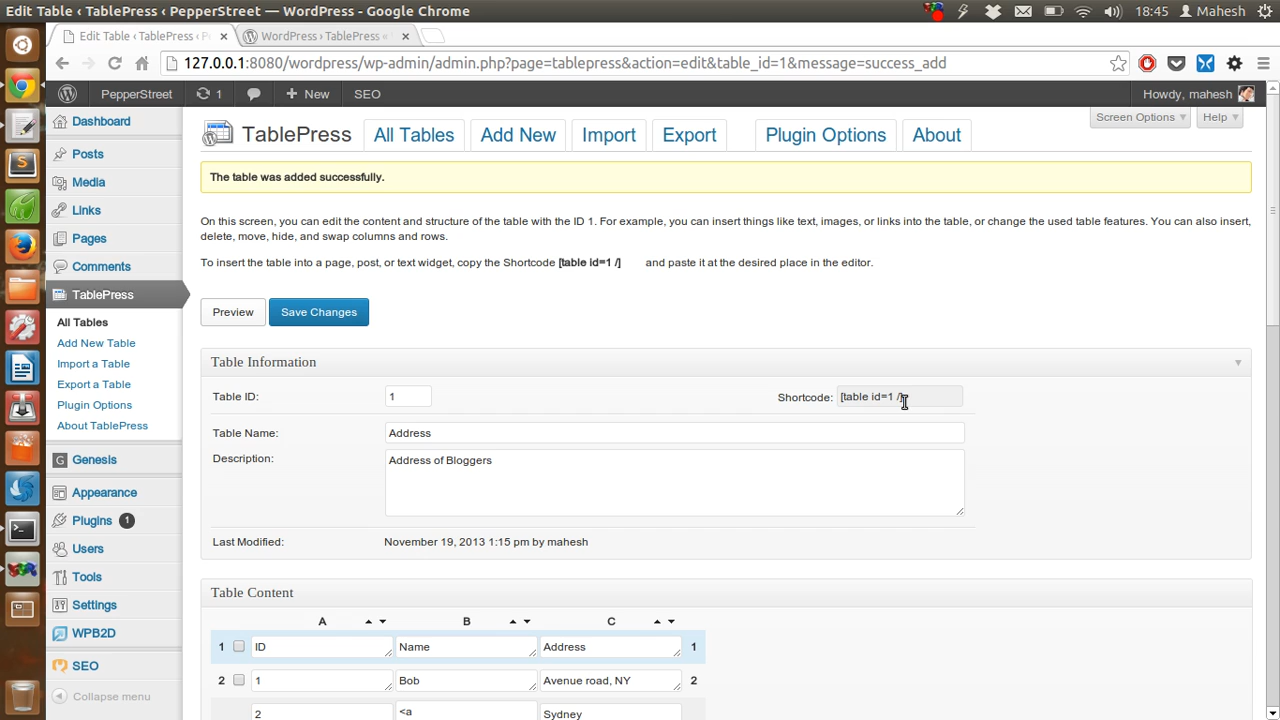 Edit Table ‹ TablePress ‹ PepperStreet — WordPress - Google Chrome
18:45 Mahesh
Edit Table ‹ TablePress ‹ P
WordPress › TablePress «
127.0.0.1:8080/wordpress/wp-admin/admin.php?page=tablepress&action=edit&table_id=1&message=success_add
PepperStreet 1 + New SEO Howdy, mahesh
Screen Options Help
Dashboard
Posts
Media
Links
Pages
Comments
TablePress
All Tables
Add New Table
Import a Table
Export a Table
Plugin Options
About TablePress
G Genesis
Appearance
Plugins 1
Users
Tools
Settings
WPB2D
SEO
Collapse menu
TablePress All Tables Add New Import Export Plugin Options About
The table was added successfully.
On this screen, you can edit the content and structure of the table with the ID 1. For example, you can insert things like text, images, or links into the table, or change the used table features. You can also insert,
delete, move, hide, and swap columns and rows.
To insert the table into a page, post, or text widget, copy the Shortcode [table id=1 /] and paste it at the desired place in the editor.
Preview Save Changes
Table Information
Table ID: 1 Shortcode: [table id=1 /]
Table Name: Address
Description: Address of Bloggers
Last Modified: November 19, 2013 1:15 pm by mahesh
Table Content
A B C
1 ID Name Address 1
2 1 Bob Avenue road, NY 2
2 <a Sydney